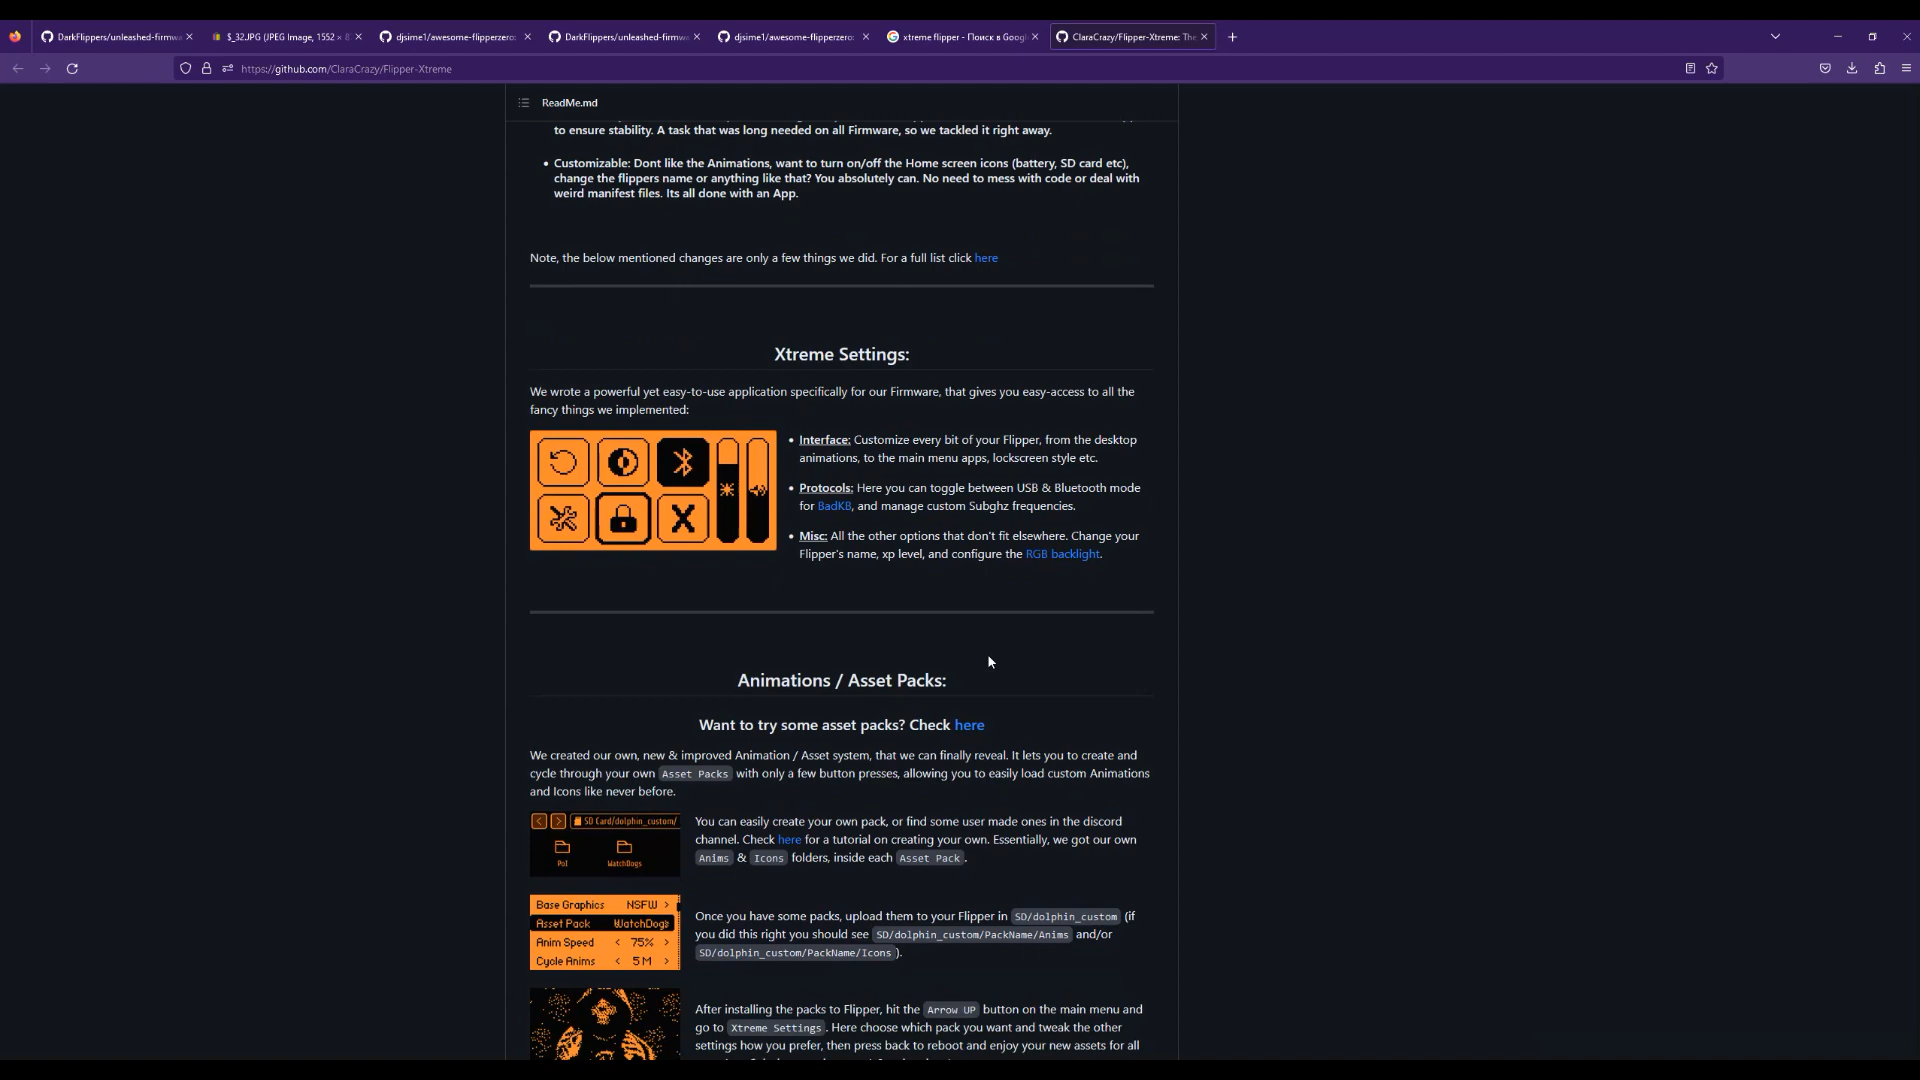 DarkFlippers/unleashed-firmwa
$_32.JPG (JPEG Image, 1552 × 8
djsime1/awesome-flipperzero:
DarkFlippers/unleashed-firmwa
djsime1/awesome-flipperzero:
xtreme flipper - Поиск в Googl
ClaraCrazy/Flipper-Xtreme: The
https://github.com/ClaraCrazy/Flipper-Xtreme
ReadMe.md
to ensure stability. A task that was long needed on all Firmware, so we tackled it right away.
• Customizable: Dont like the Animations, want to turn on/off the Home screen icons (battery, SD card etc),
change the flippers name or anything like that? You absolutely can. No need to mess with code or deal with
weird manifest files. Its all done with an App.
Note, the below mentioned changes are only a few things we did. For a full list click here
Xtreme Settings:
We wrote a powerful yet easy-to-use application specifically for our Firmware, that gives you easy-access to all the
fancy things we implemented:
• Interface: Customize every bit of your Flipper, from the desktop
animations, to the main menu apps, lockscreen style etc.
• Protocols: Here you can toggle between USB & Bluetooth mode
for BadKB, and manage custom Subghz frequencies.
• Misc: All the other options that don't fit elsewhere. Change your
Flipper's name, xp level, and configure the RGB backlight.
Animations / Asset Packs:
Want to try some asset packs? Check here
We created our own, new & improved Animation / Asset system, that we can finally reveal. It lets you to create and
cycle through your own Asset Packs with only a few button presses, allowing you to easily load custom Animations
and Icons like never before.
SD Card/dolphin_custom/
PoI
WatchDogs
You can easily create your own pack, or find some user made ones in the discord
channel. Check here for a tutorial on creating your own. Essentially, we got our own
Anims & Icons folders, inside each Asset Pack.
Base Graphics NSFW >
Asset Pack WatchDogs
Anim Speed < 75% >
Cycle Anims < 5 M >
Once you have some packs, upload them to your Flipper in SD/dolphin_custom (if
you did this right you should see SD/dolphin_custom/PackName/Anims and/or
SD/dolphin_custom/PackName/Icons).
After installing the packs to Flipper, hit the Arrow UP button on the main menu and
go to Xtreme Settings. Here choose which pack you want and tweak the other
settings how you prefer, then press back to reboot and enjoy your new assets for all